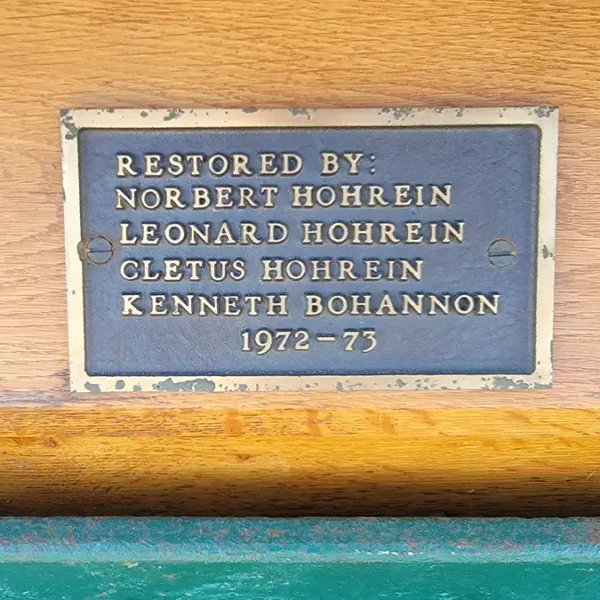 RESTORED BY:
NORBERT HOHREIN
LEONARD HOHREIN
CLETUS HOHREIN
KENNETH BOHANNON
1972-73